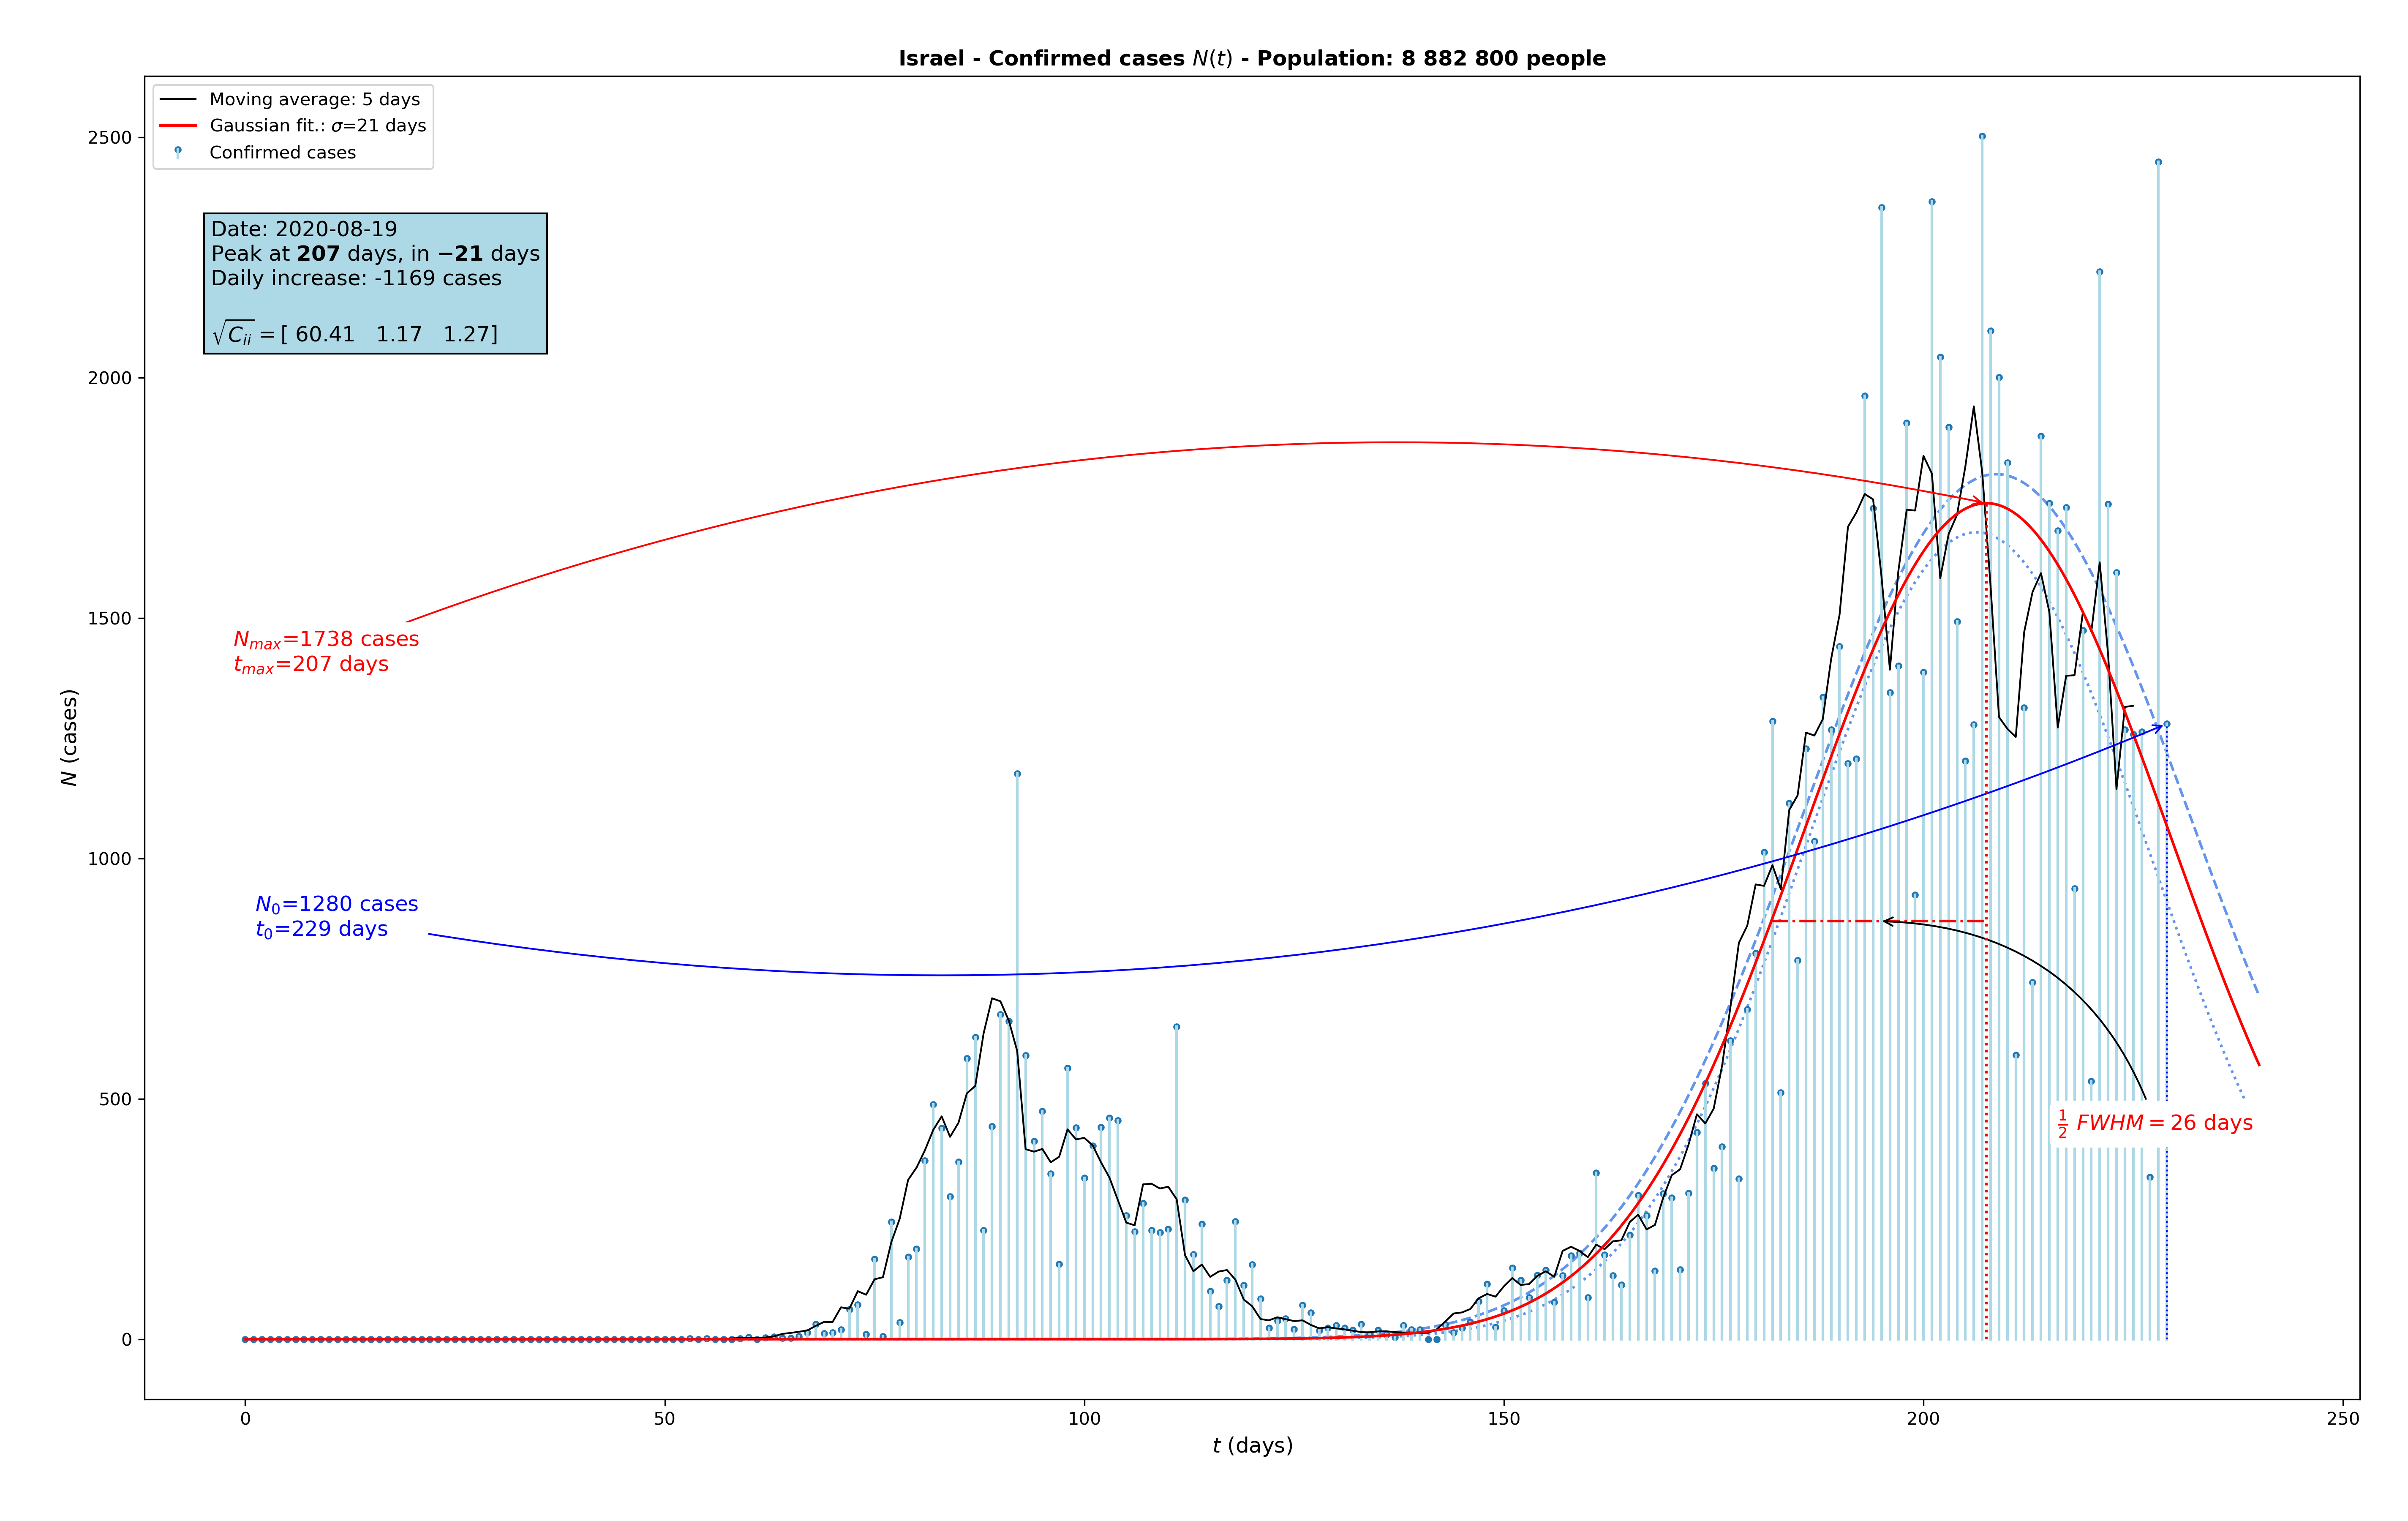 Israel - Confirmed cases N(t) - Population: 8 882 800 people
Moving average: 5 days
Gaussian fit.: σ=21 days
Confirmed cases
Date: 2020-08-19
Peak at 207 days, in −21 days
Daily increase: -1169 cases
√C_ii = [ 60.41 1.17 1.27]
N_max=1738 cases
t_max=207 days
N_0=1280 cases
t_0=229 days
½ FWHM = 26 days
N (cases)
2500
2000
1500
1000
500
0
0 50 100 150 200 250
t (days)